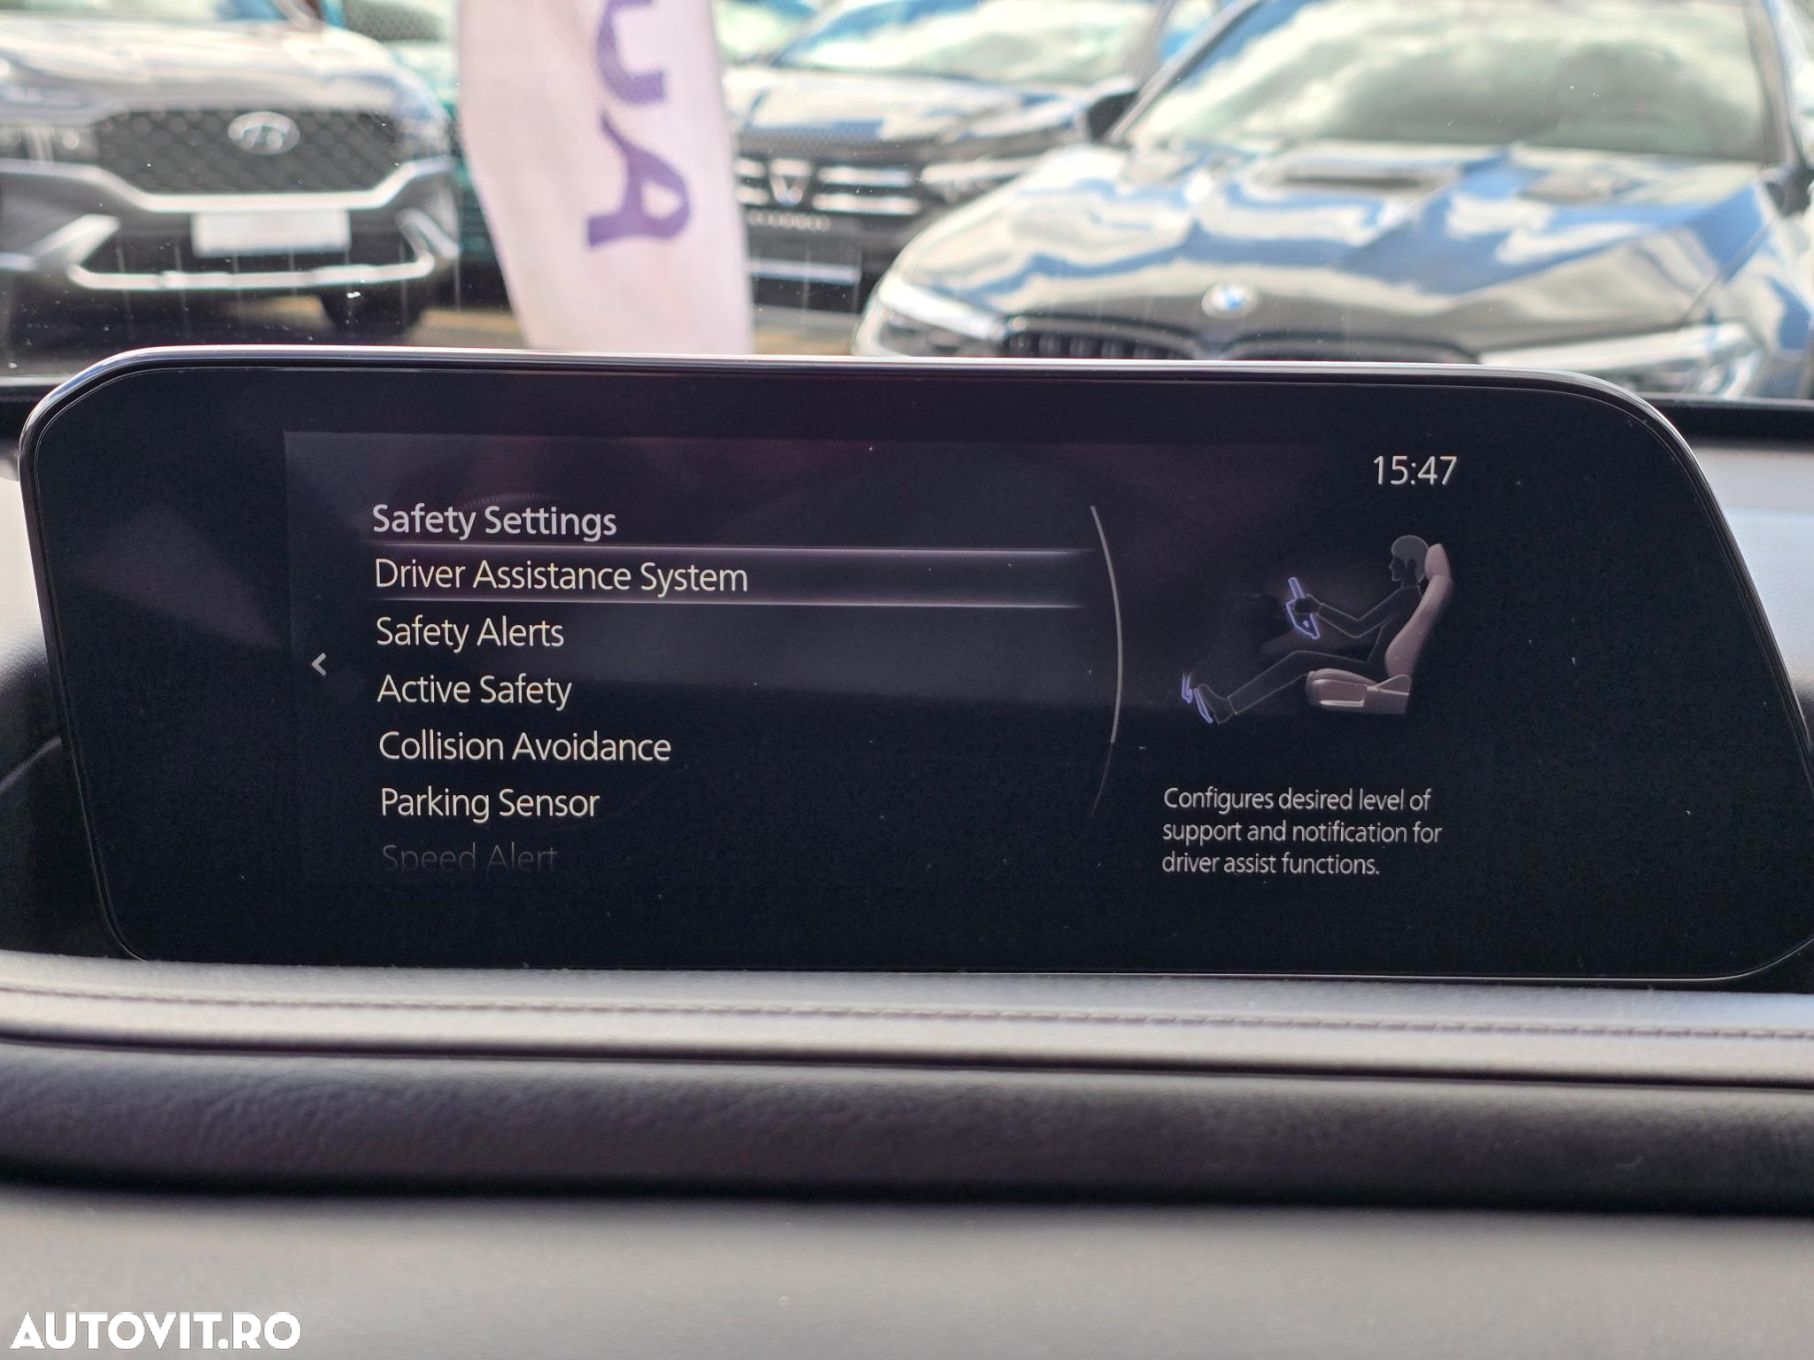 15:47
Safety Settings
Driver Assistance System
Safety Alerts
Active Safety
Collision Avoidance
Parking Sensor
Speed Alert
Configures desired level of
support and notification for
driver assist functions.
AUTOVIT.RO